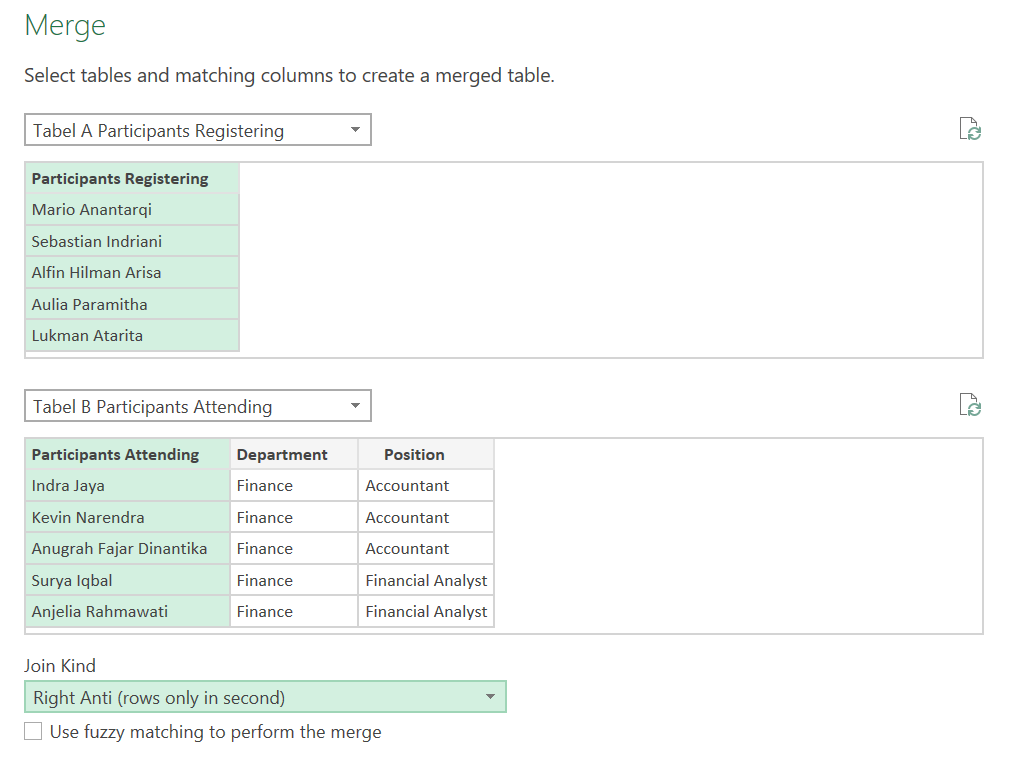 Merge
Select tables and matching columns to create a merged table.
Tabel A Participants Registering
Participants Registering
Mario Anantarqi
Sebastian Indriani
Alfin Hilman Arisa
Aulia Paramitha
Lukman Atarita
Tabel B Participants Attending
Participants Attending Department Position
Indra Jaya Finance Accountant
Kevin Narendra Finance Accountant
Anugrah Fajar Dinantika Finance Accountant
Surya Iqbal Finance Financial Analyst
Anjelia Rahmawati Finance Financial Analyst
Join Kind
Right Anti (rows only in second)
Use fuzzy matching to perform the merge